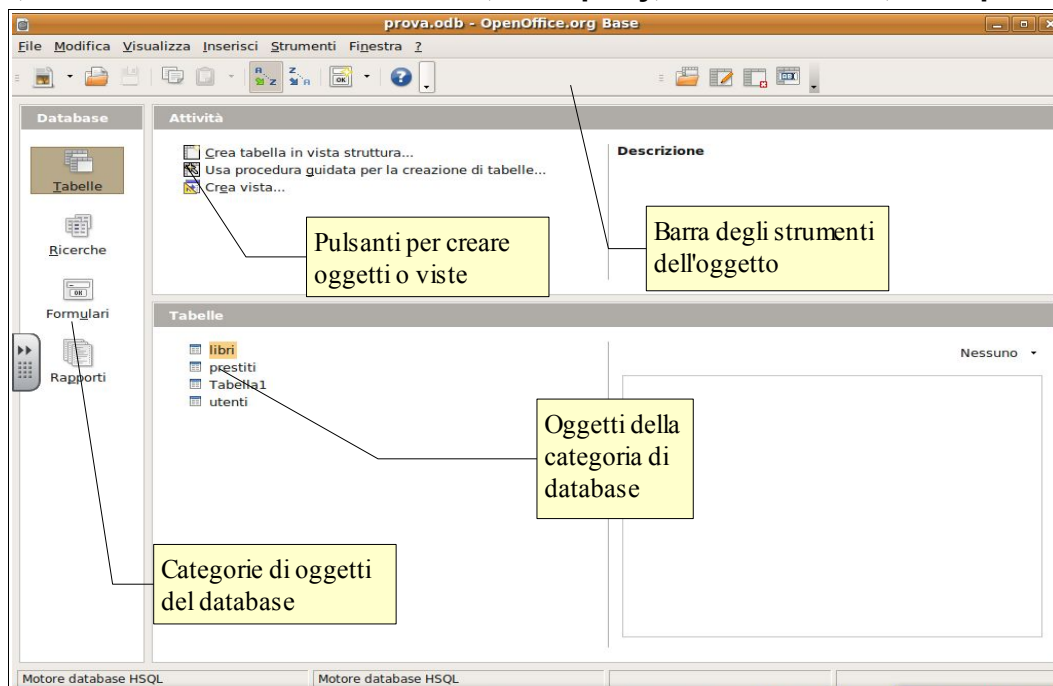 prova.odb - OpenOffice.org Base
File Modifica Visualizza Inserisci Strumenti Finestra ?
Database
Attività
Tabelle
Ricerche
Formulari
Rapporti
Crea tabella in vista struttura...
Usa procedura guidata per la creazione di tabelle...
Crea vista...
Descrizione
Pulsanti per creare
oggetti o viste
Barra degli strumenti
dell'oggetto
Tabelle
libri
prestiti
Tabella1
utenti
Nessuno
Oggetti della
categoria di
database
Categorie di oggetti
del database
Motore database HSQL
Motore database HSQL